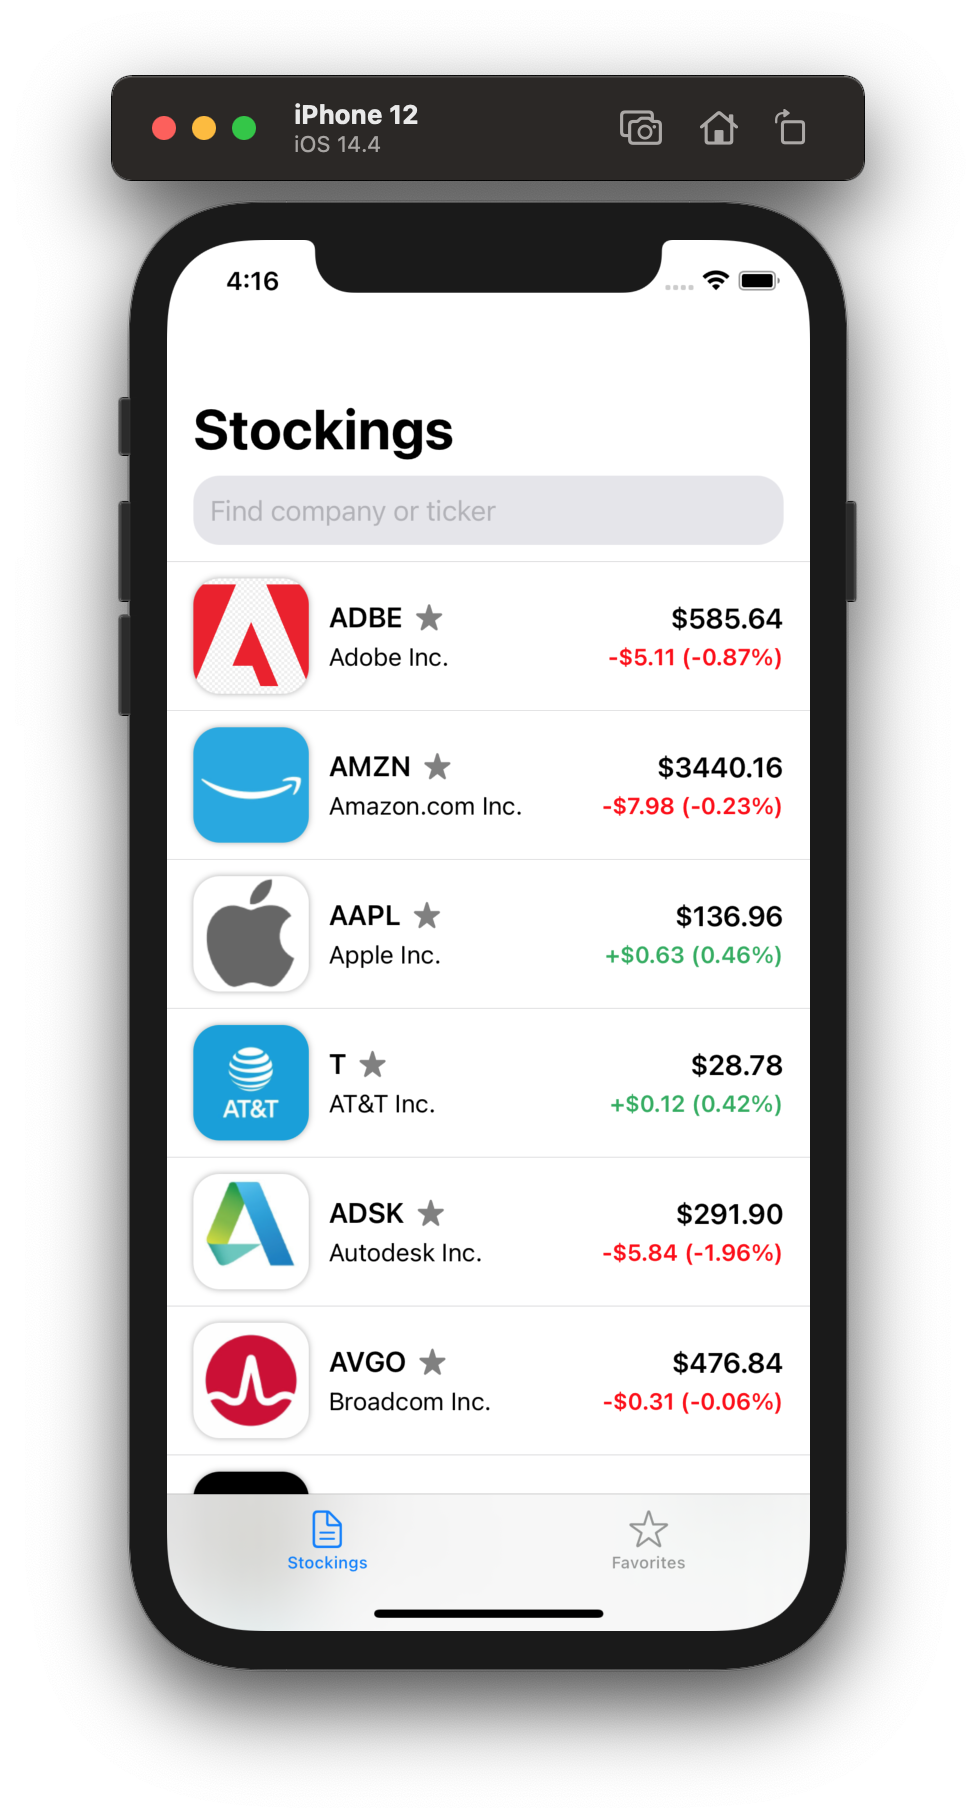 iPhone 12
iOS 14.4
4:16
Stockings
Find company or ticker
ADBE
$585.64
Adobe Inc.
-$5.11 (-0.87%)
AMZN
$3440.16
Amazon.com Inc.
-$7.98 (-0.23%)
AAPL
$136.96
Apple Inc.
+$0.63 (0.46%)
AT&T
T
$28.78
AT&T Inc.
+$0.12 (0.42%)
ADSK
$291.90
Autodesk Inc.
-$5.84 (-1.96%)
AVGO
$476.84
Broadcom Inc.
-$0.31 (-0.06%)
Stockings
Favorites